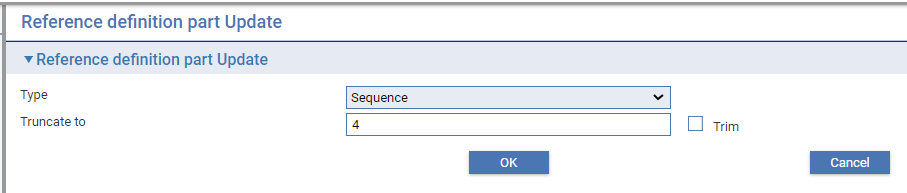 Reference definition part Update
Reference definition part Update
Type
Sequence
Truncate to
4
Trim
OK
Cancel